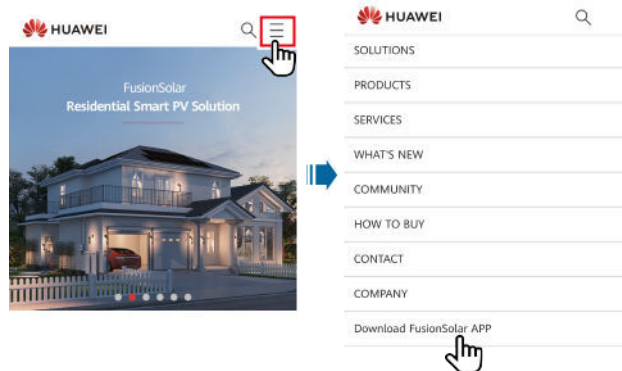 HUAWEI
FusionSolar
Residential Smart PV Solution
HUAWEI
SOLUTIONS
PRODUCTS
SERVICES
WHAT'S NEW
COMMUNITY
HOW TO BUY
CONTACT
COMPANY
Download FusionSolar APP